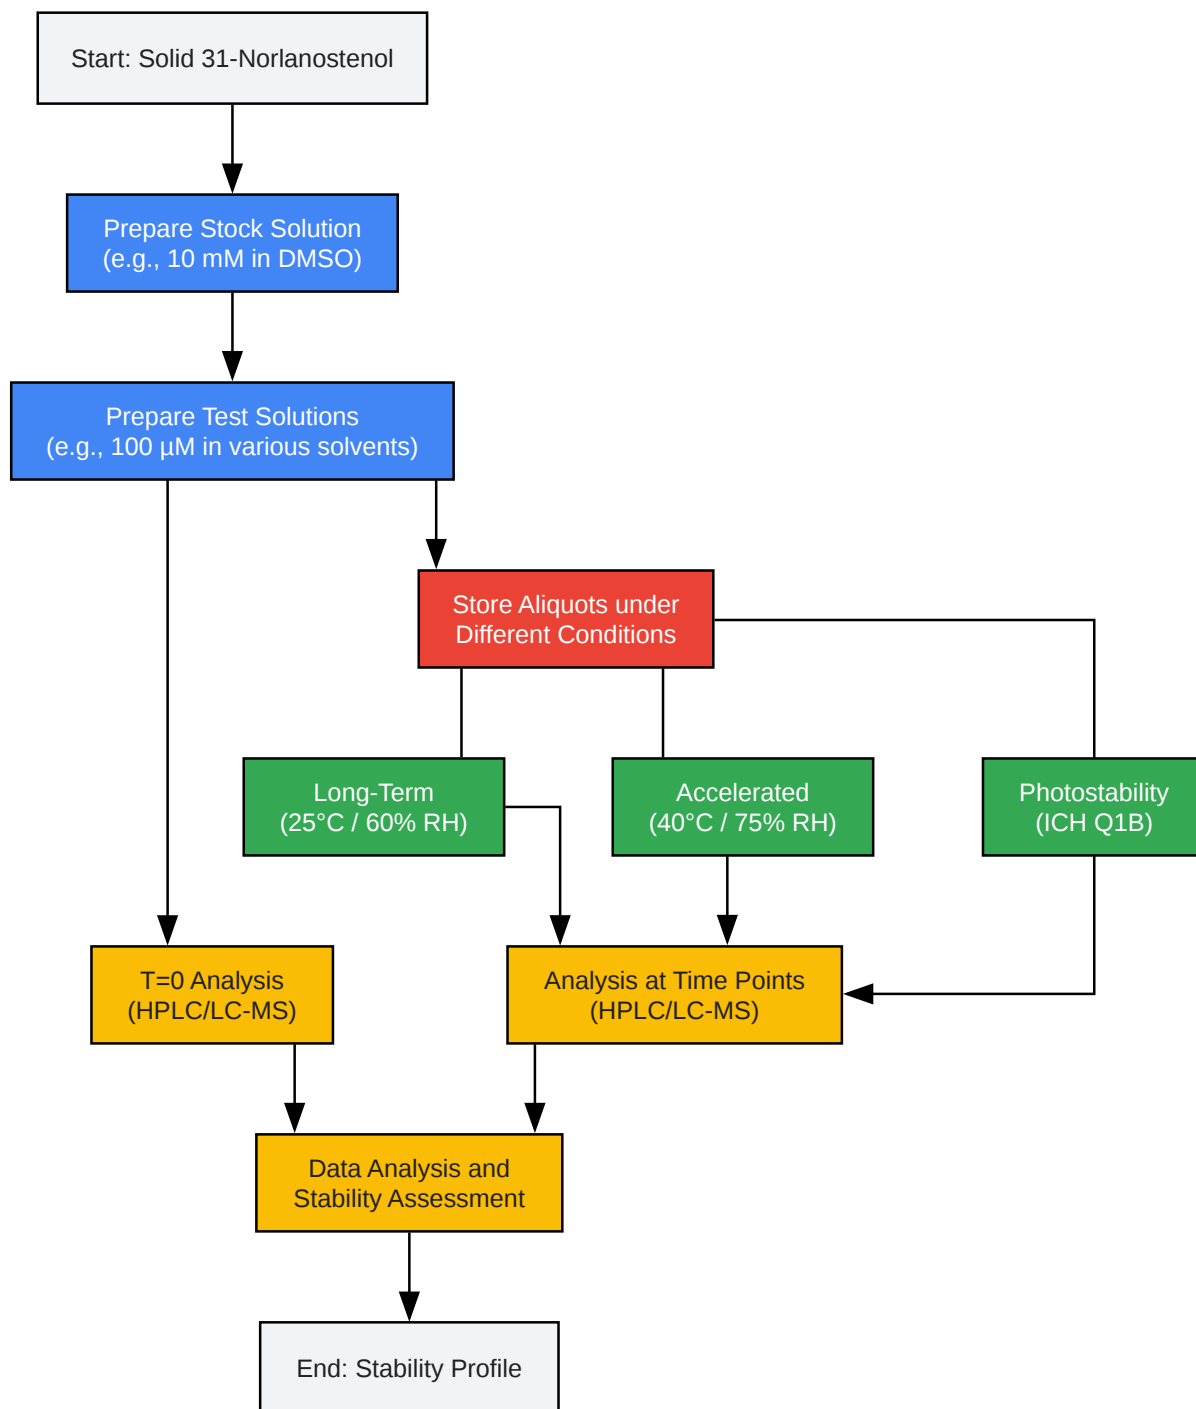 Start: Solid 31-Norlanostenol
Prepare Stock Solution
(e.g., 10 mM in DMSO)
Prepare Test Solutions
(e.g., 100 µM in various solvents)
Store Aliquots under
Different Conditions
Long-Term
(25°C / 60% RH)
Accelerated
(40°C / 75% RH)
Photostability
(ICH Q1B)
T=0 Analysis
(HPLC/LC-MS)
Analysis at Time Points
(HPLC/LC-MS)
Data Analysis and
Stability Assessment
End: Stability Profile